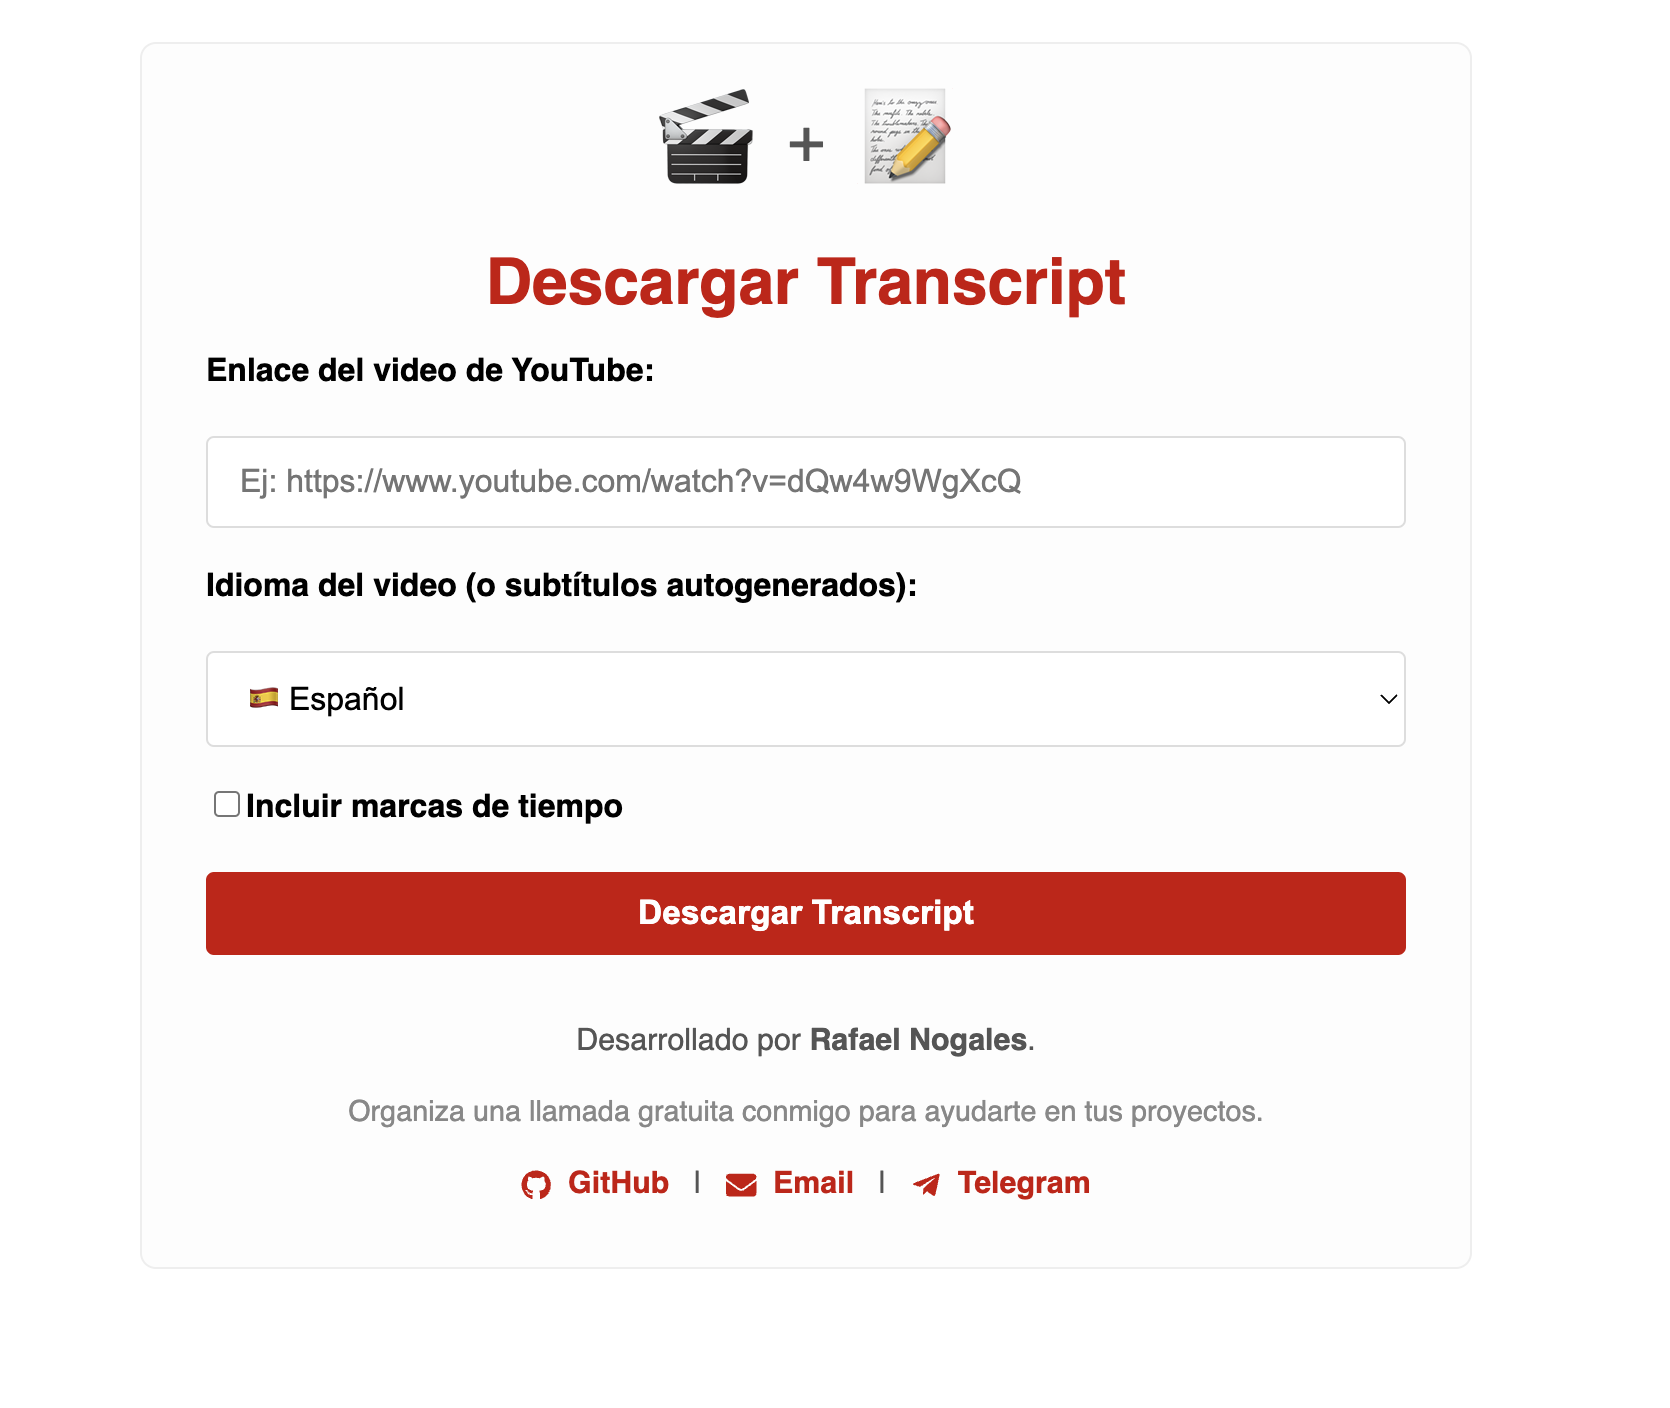 +
Descargar Transcript
Enlace del video de YouTube:
Ej: https://www.youtube.com/watch?v=dQw4w9WgXcQ
Idioma del video (o subtítulos autogenerados):
🇪🇸 Español
Incluir marcas de tiempo
Descargar Transcript
Desarrollado por Rafael Nogales.
Organiza una llamada gratuita conmigo para ayudarte en tus proyectos.
GitHub | Email | Telegram